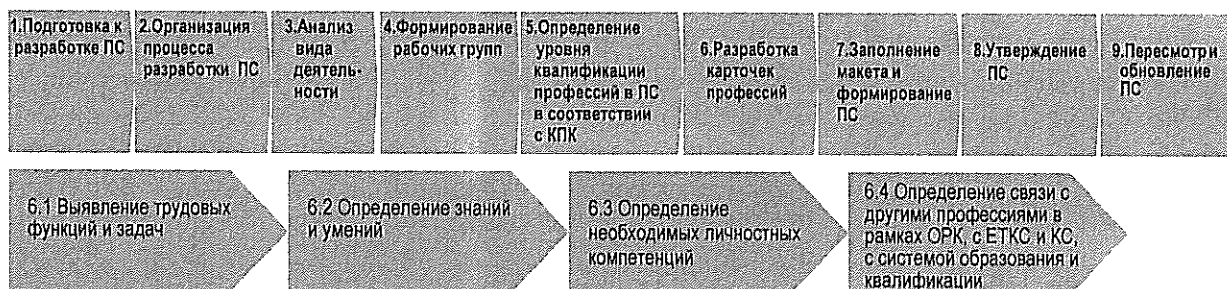 1.Подготовка к
разработке ПС
2.Организация
процесса
разработки ПС
3.Анализ
вида
деятель-
ности
4.Формирование
рабочих групп
5.Определение
уровня
квалификации
профессий в ПС
в соответствии
с КПК
6.Разработка
карточек
профессий
7.Заполнение
макета и
формирование
ПС
8.Утверждение
ПС
9.Пересмотр и
обновление
ПС
6.1 Выявление трудовых
функций и задач
6.2 Определение знаний
и умений
6.3 Определение
необходимых личностных
компетенций
6.4 Определение связи с
другими профессиями в
рамках ОРК, с ЕТКС и КС,
с системой образования и
квалификации